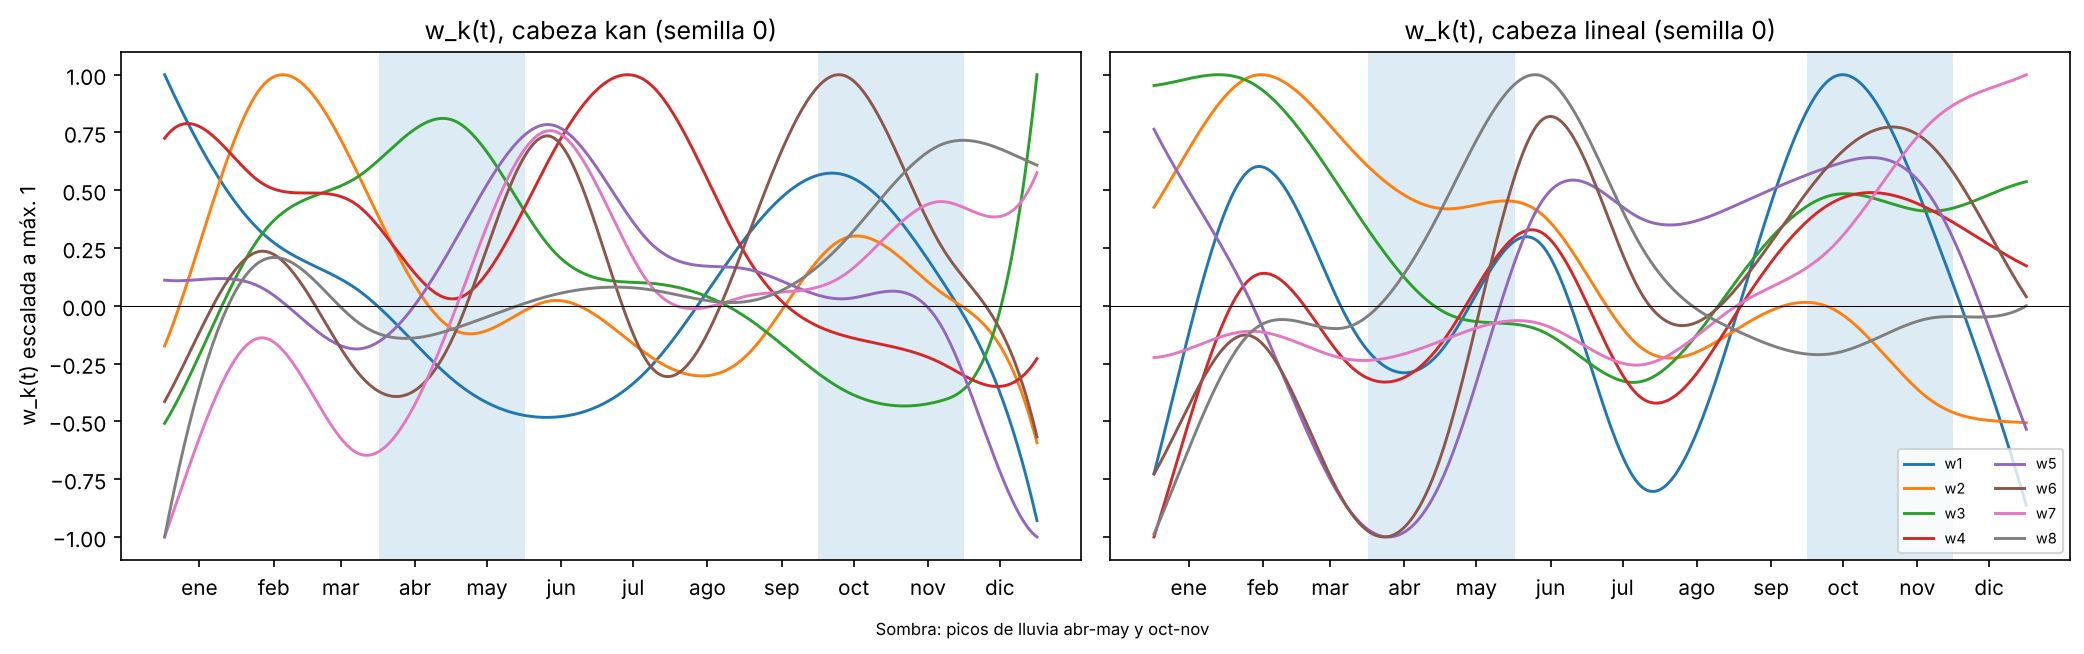 w_k(t), cabeza kan (semilla 0)
w_k(t), cabeza lineal (semilla 0)
w_k(t) escalada a máx. 1
1.00
0.75
0.50
0.25
0.00
−0.25
−0.50
−0.75
−1.00
ene feb mar abr may jun jul ago sep oct nov dic
ene feb mar abr may jun jul ago sep oct nov dic
w1 w5
w2 w6
w3 w7
w4 w8
Sombra: picos de lluvia abr-may y oct-nov